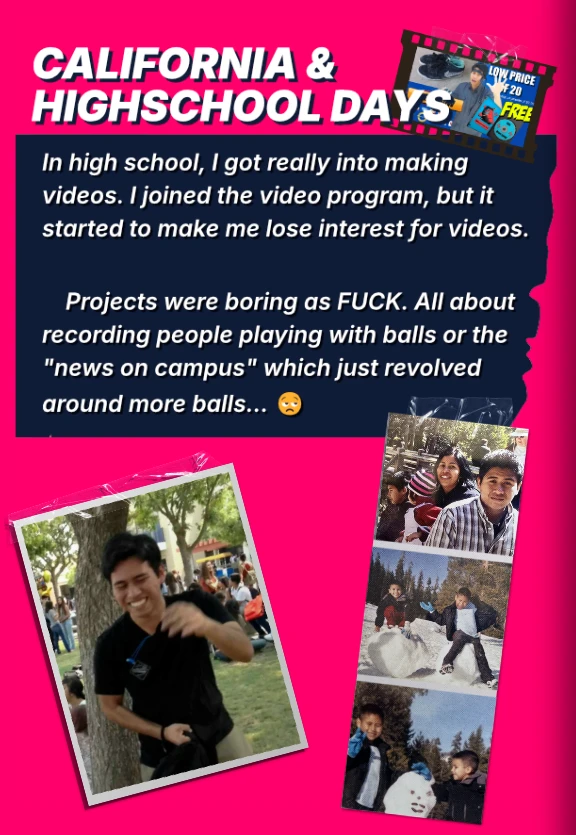 CALIFORNIA &
HIGHSCHOOL DAYS
LOW PRICE
OF 20
FREE
In high school, I got really into making
videos. I joined the video program, but it
started to make me lose interest for videos.
Projects were boring as FUCK. All about
recording people playing with balls or the
"news on campus" which just revolved
around more balls... 😟